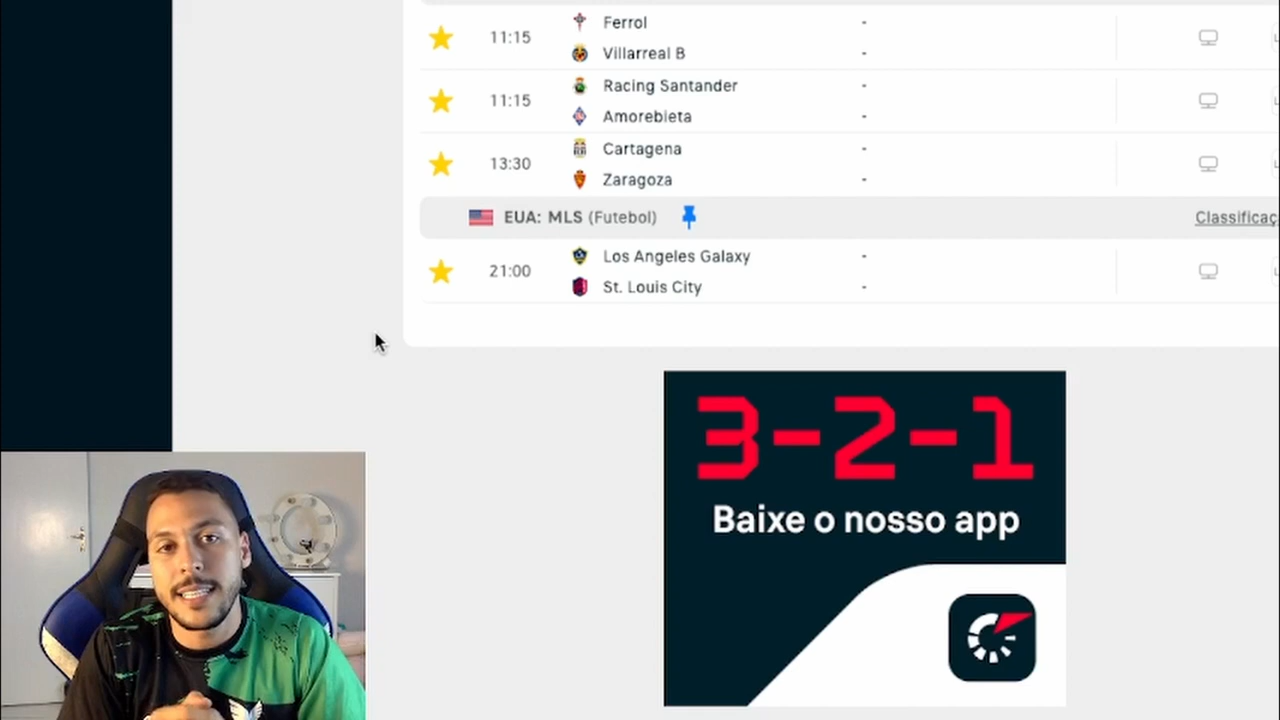 Ferrol
11:15
Villarreal B
Racing Santander
11:15
Amorebieta
Cartagena
13:30
Zaragoza
EUA: MLS (Futebol)
Los Angeles Galaxy
21:00
St. Louis City
3-2-1
Baixe o nosso app